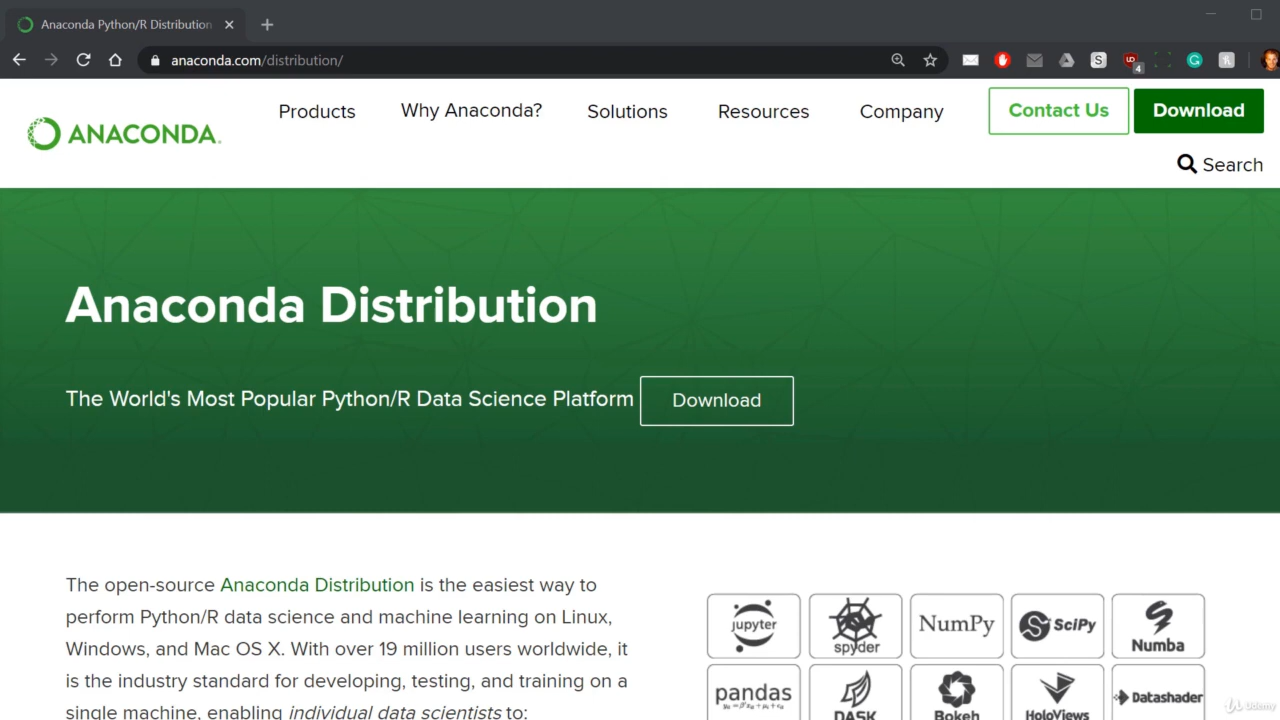 Anaconda Python/R Distribution
anaconda.com/distribution/
S
UD
4
ANACONDA.
Products
Why Anaconda?
Solutions
Resources
Company
Contact Us
Download
Search
Anaconda Distribution
The World's Most Popular Python/R Data Science Platform
Download
The open-source Anaconda Distribution is the easiest way to
perform Python/R data science and machine learning on Linux,
Windows, and Mac OS X. With over 19 million users worldwide, it
is the industry standard for developing, testing, and training on a
single machine, enabling individual data scientists to:
jupyter
spyder
NumPy
SciPy
Numba
pandas
DASK
Bokeh
HoloViews
Datashader
Udemy